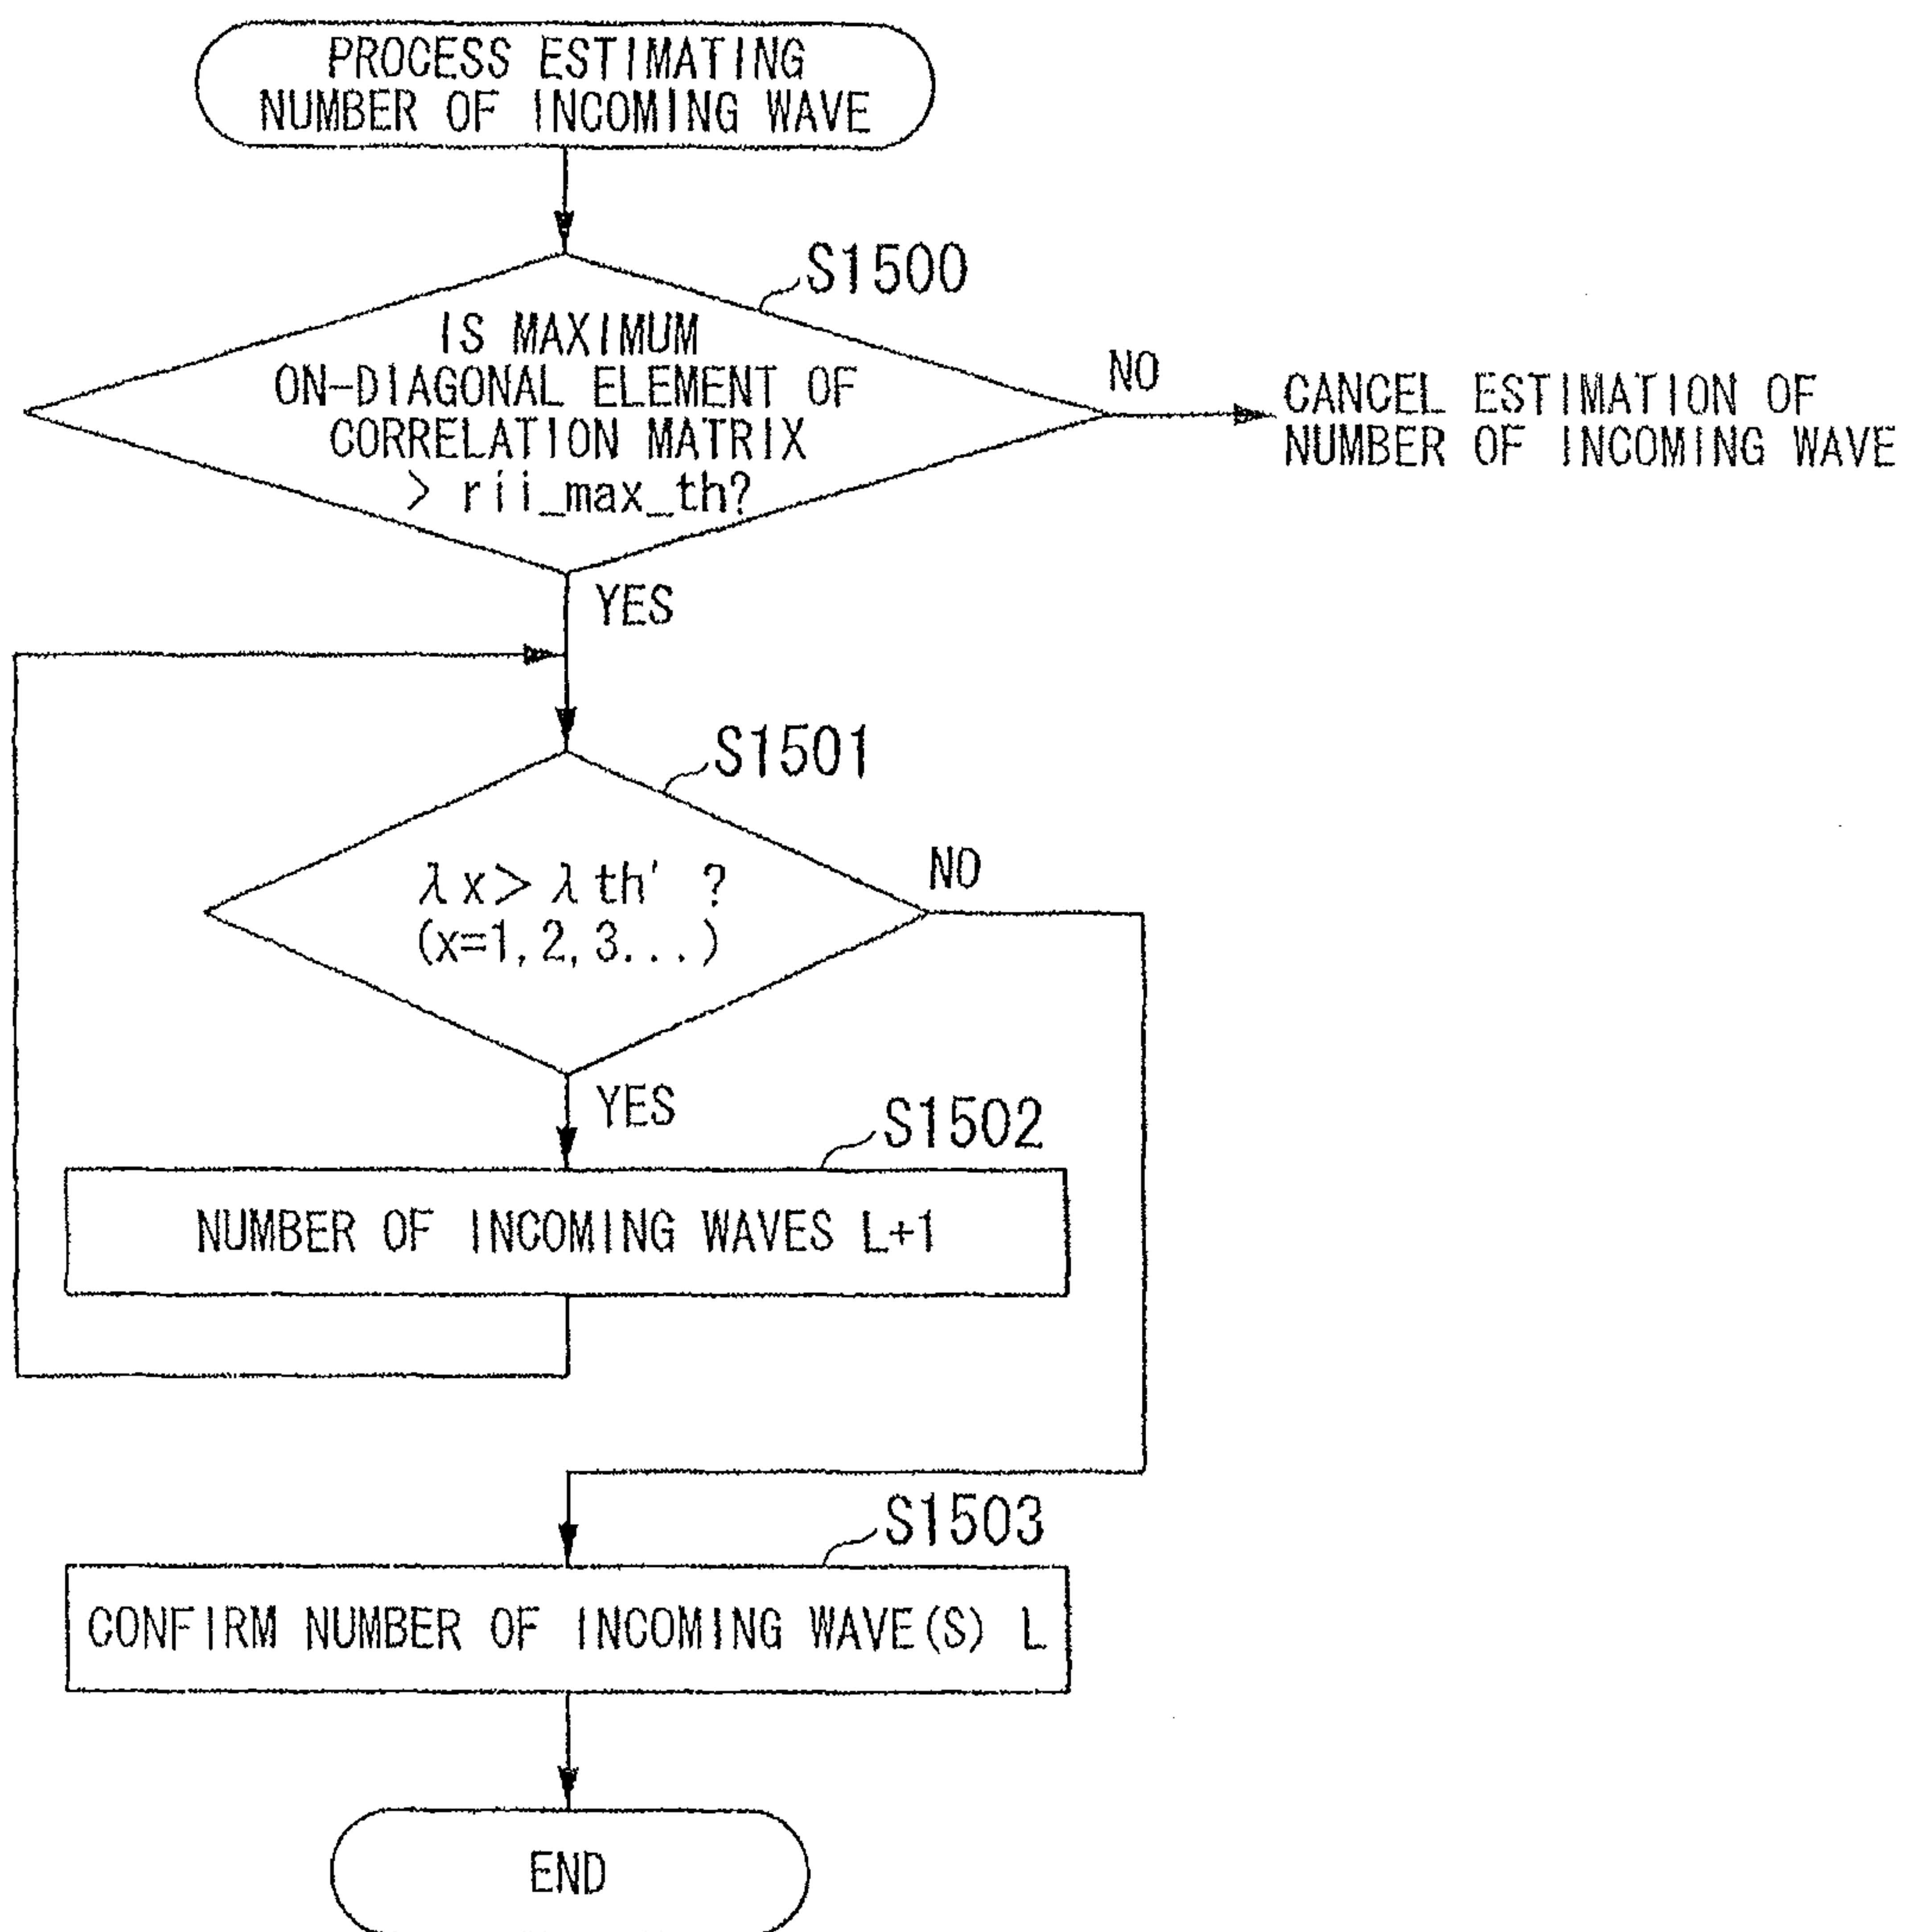 PROCESS ESTIMATING
NUMBER OF INCOMING WAVE
S1500
IS MAXIMUM
ON-DIAGONAL ELEMENT OF
CORRELATION MATRIX
> rii_max_th?
NO
CANCEL ESTIMATION OF
NUMBER OF INCOMING WAVE
YES
S1501
λx> λth' ?
(x=1, 2, 3...)
NO
YES
S1502
NUMBER OF INCOMING WAVES L+1
S1503
CONFIRM NUMBER OF INCOMING WAVE(S) L
END